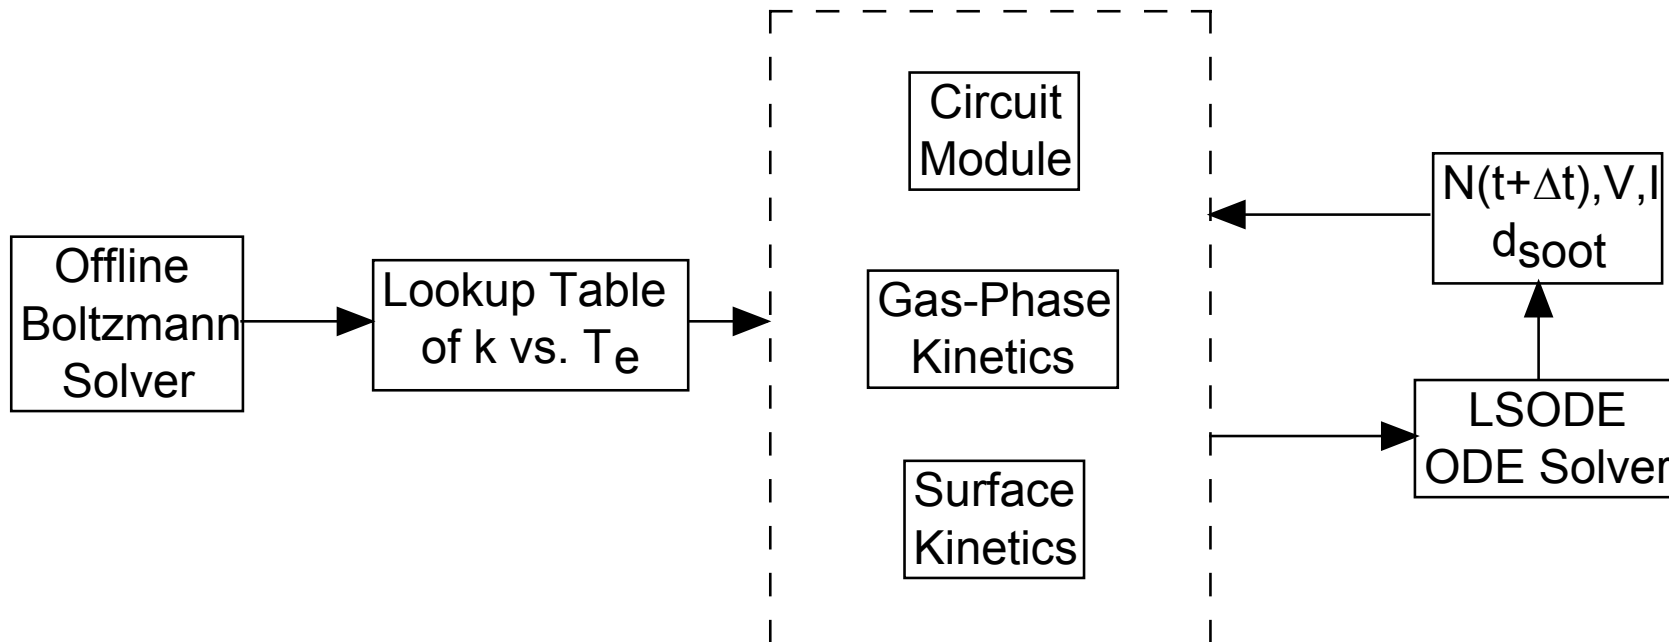 Offline
Boltzmann
Solver
Lookup Table
of k vs. Te
Circuit
Module
Gas-Phase
Kinetics
Surface
Kinetics
N(t+Δt),V,I
dsoot
LSODE
ODE Solver